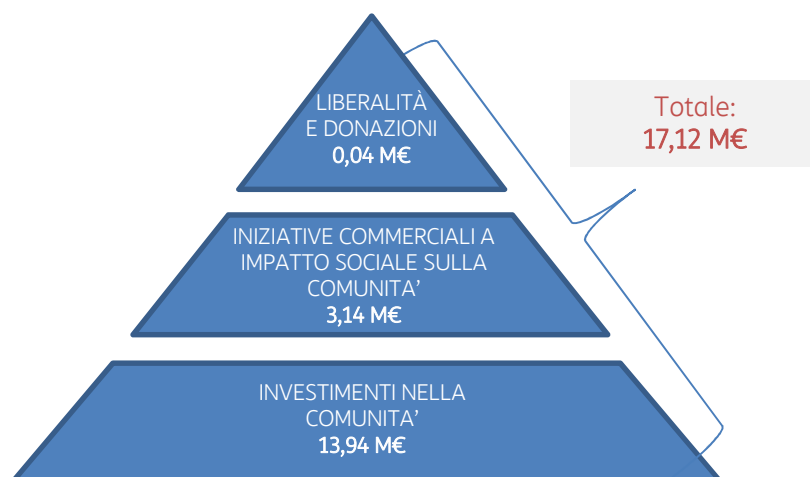 LIBERALITÀ
E DONAZIONI
0,04 M€
Totale:
17,12 M€
INIZIATIVE COMMERCIALI A
IMPATTO SOCIALE SULLA
COMUNITA’
3,14 M€
INVESTIMENTI NELLA
COMUNITA’
13,94 M€